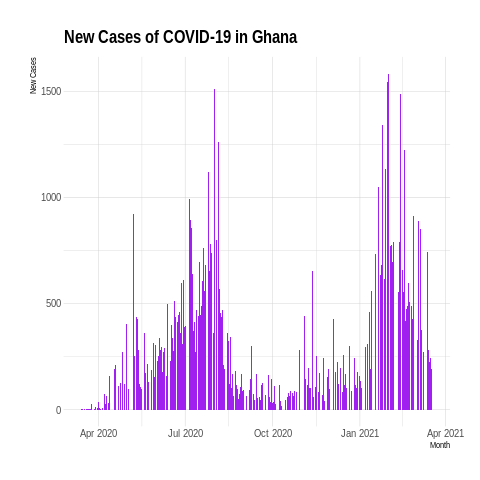 New Cases of COVID-19 in Ghana
New Cases
1500
1000
500
0
Apr 2020 Jul 2020 Oct 2020 Jan 2021 Apr 2021
Month